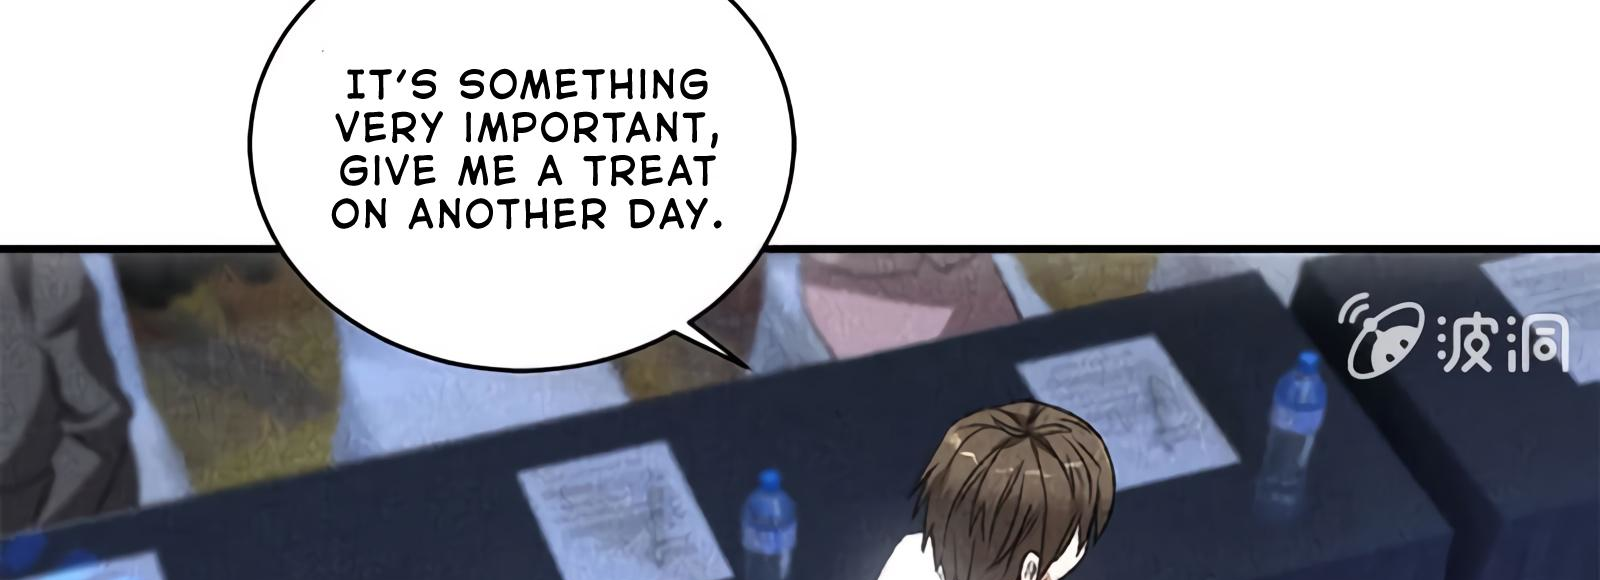 IT'S SOMETHING
VERY IMPORTANT,
GIVE ME A TREAT
ON ANOTHER DAY.
波洞